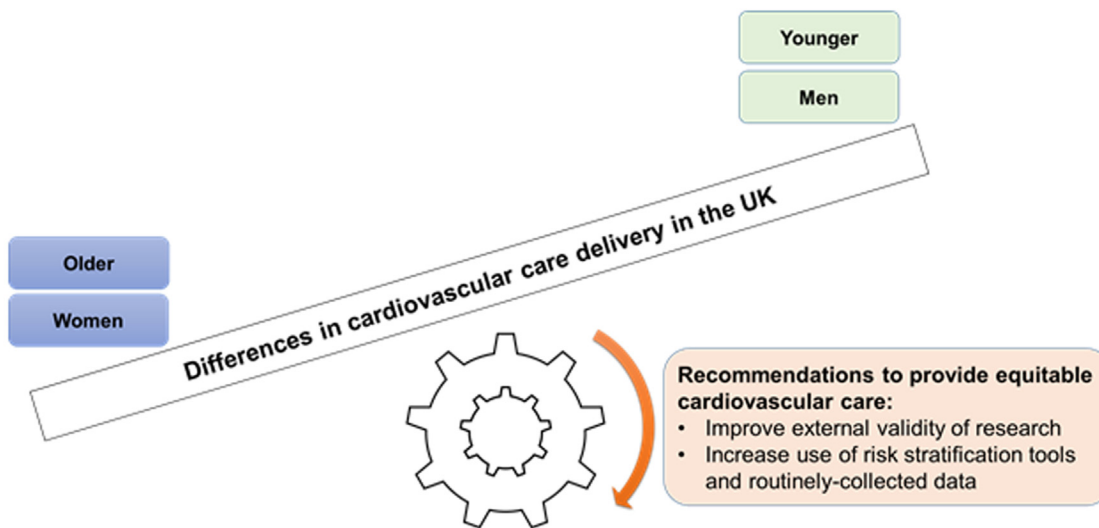 Younger
Men
Differences in cardiovascular care delivery in the UK
Older
Women
Recommendations to provide equitable
cardiovascular care:
• Improve external validity of research
• Increase use of risk stratification tools
and routinely-collected data